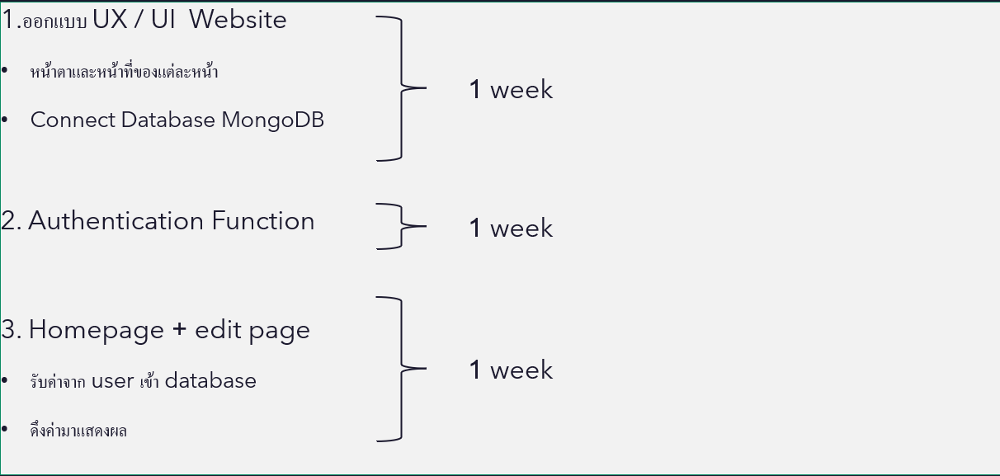 1.ออกแบบ UX / UI  Website
• หน้าตาและหน้าที่ของแต่ละหน้า
• Connect Database MongoDB
1 week
2. Authentication Function
1 week
3. Homepage + edit page
• รับค่าจาก user เข้า database
• ดึงค่ามาแสดงผล
1 week